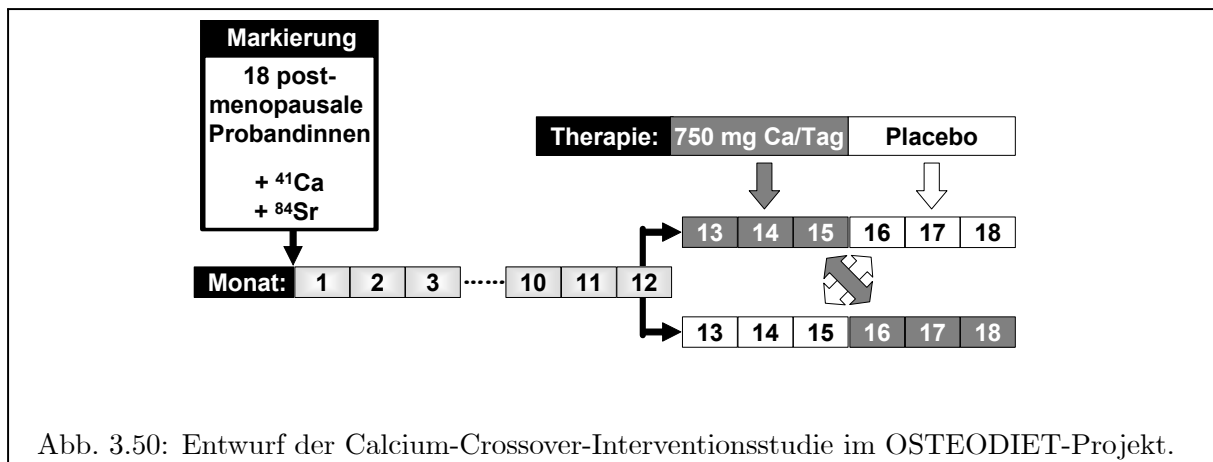 Markierung
18 post-
menopausale
Probandinnen
+ ⁴¹Ca
+ ⁸⁴Sr
Therapie: 750 mg Ca/Tag Placebo
13 14 15 16 17 18
Monat: 1 2 3 ······ 10 11 12
13 14 15 16 17 18
Abb. 3.50: Entwurf der Calcium-Crossover-Interventionsstudie im OSTEODIET-Projekt.